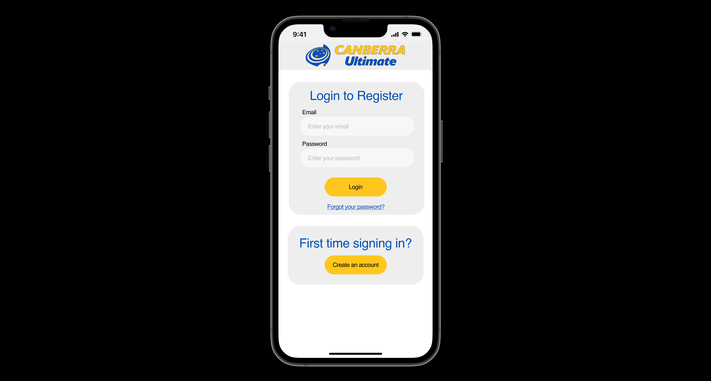 9:41
CANBERRA
Ultimate
Login to Register
Email
Enter your email
Password
Enter your password
Login
Forgot your password?
First time signing in?
Create an account